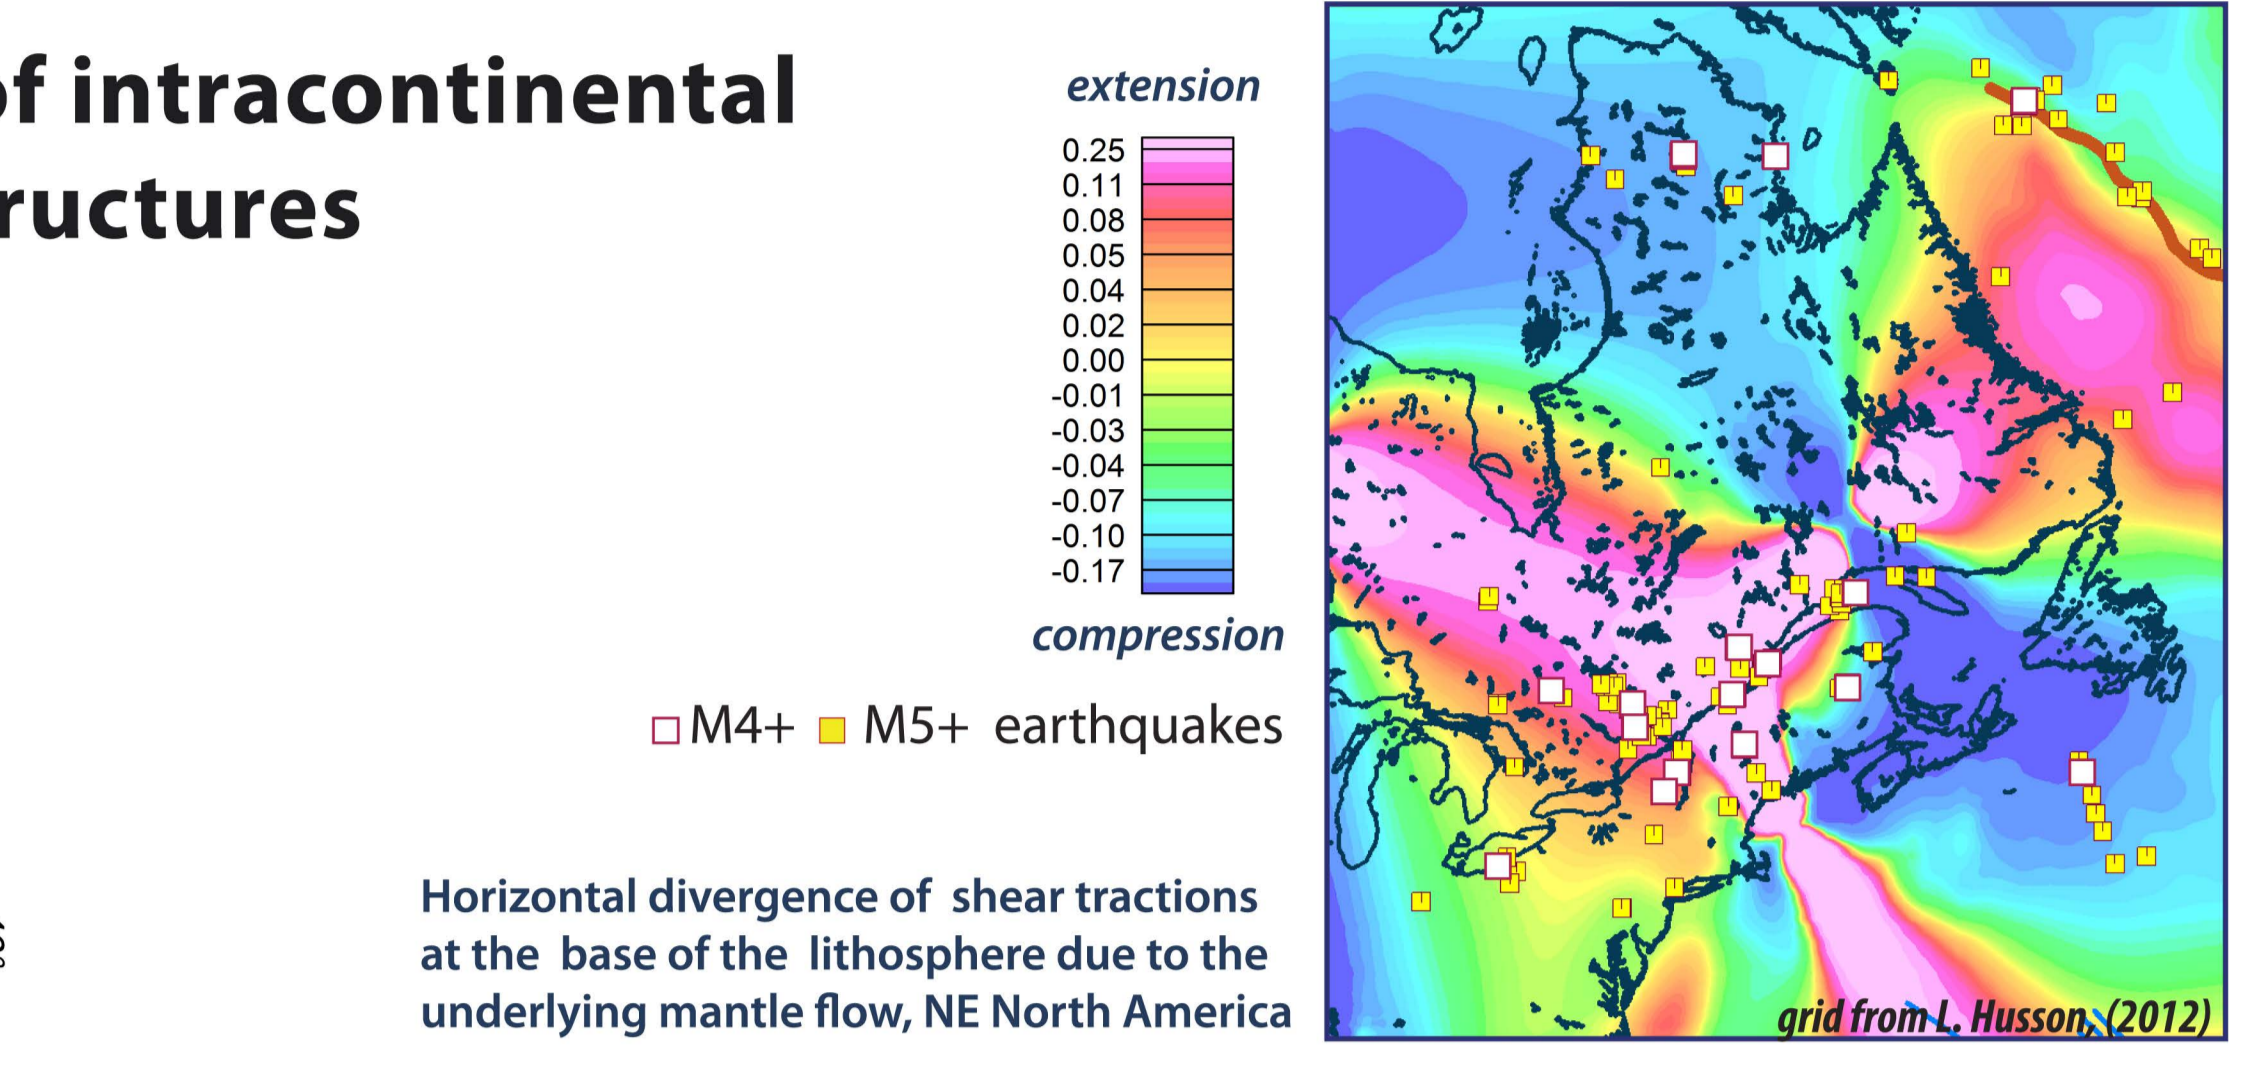 of intracontinental
ructures
extension
0.25
0.11
0.08
0.05
0.04
0.02
0.00
-0.01
-0.03
-0.04
-0.07
-0.10
-0.17
compression
M4+ M5+ earthquakes
Horizontal divergence of shear tractions
at the base of the lithosphere due to the
underlying mantle flow, NE North America
grid from L. Husson, (2012)